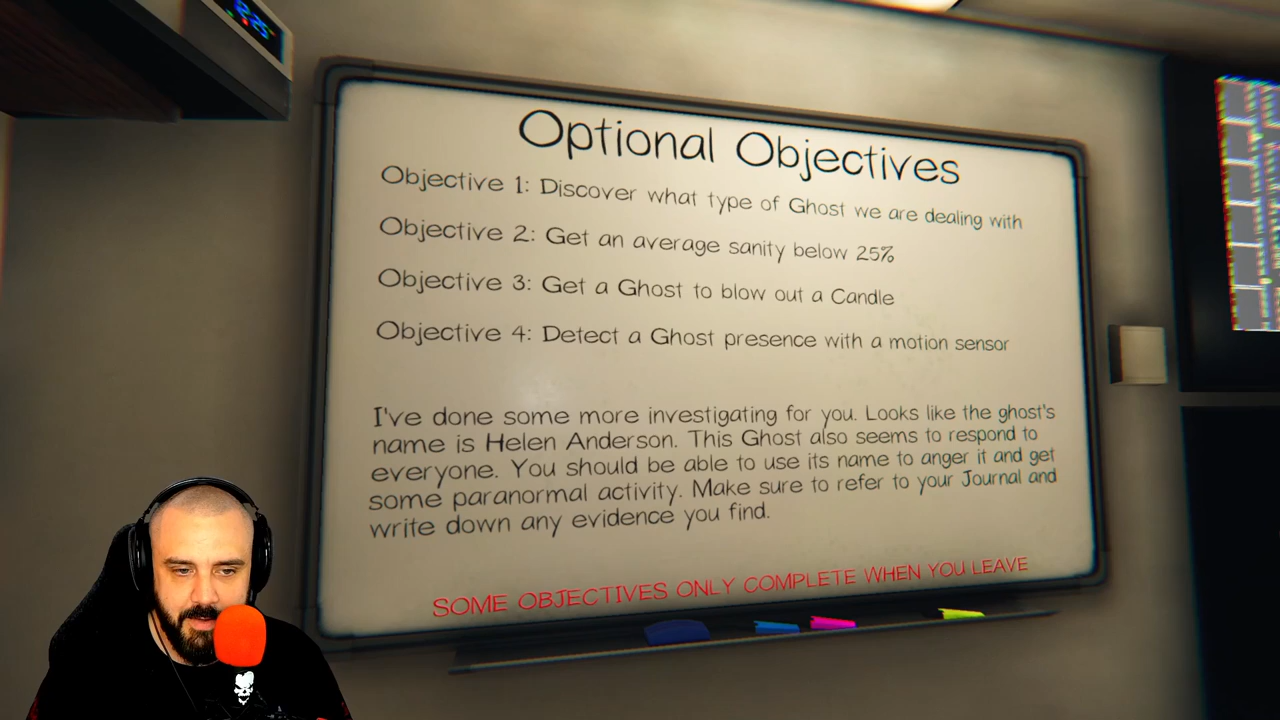 Optional Objectives
Objective 1: Discover what type of Ghost we are dealing with
Objective 2: Get an average sanity below 25%
Objective 3: Get a Ghost to blow out a Candle
Objective 4: Detect a Ghost presence with a motion sensor
I've done some more investigating for you. Looks like the ghost's
name is Helen Anderson. This Ghost also seems to respond to
everyone. You should be able to use its name to anger it and get
some paranormal activity. Make sure to refer to your Journal and
write down any evidence you find.
SOME OBJECTIVES ONLY COMPLETE WHEN YOU LEAVE